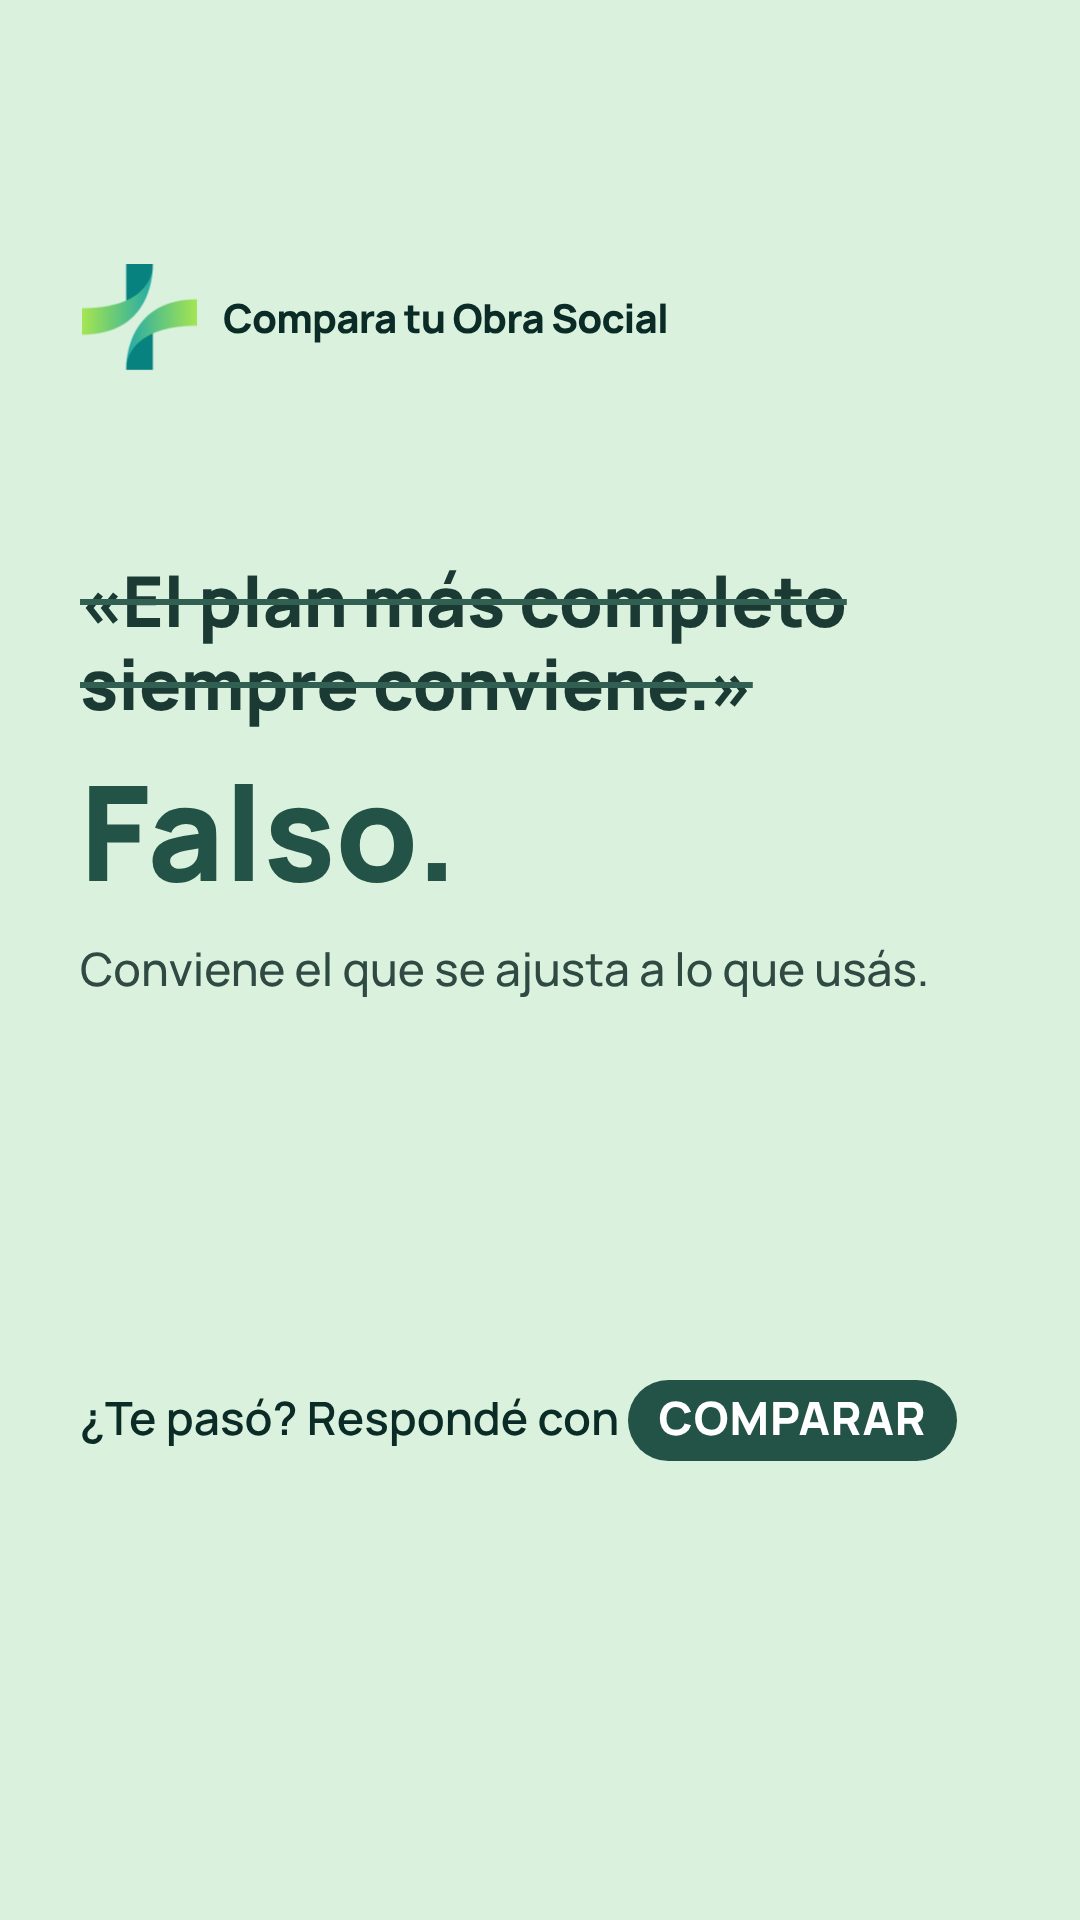 Compara tu Obra Social
«El plan más completo
siempre conviene.»
Falso.
Conviene el que se ajusta a lo que usás.
¿Te pasó? Respondé con COMPARAR